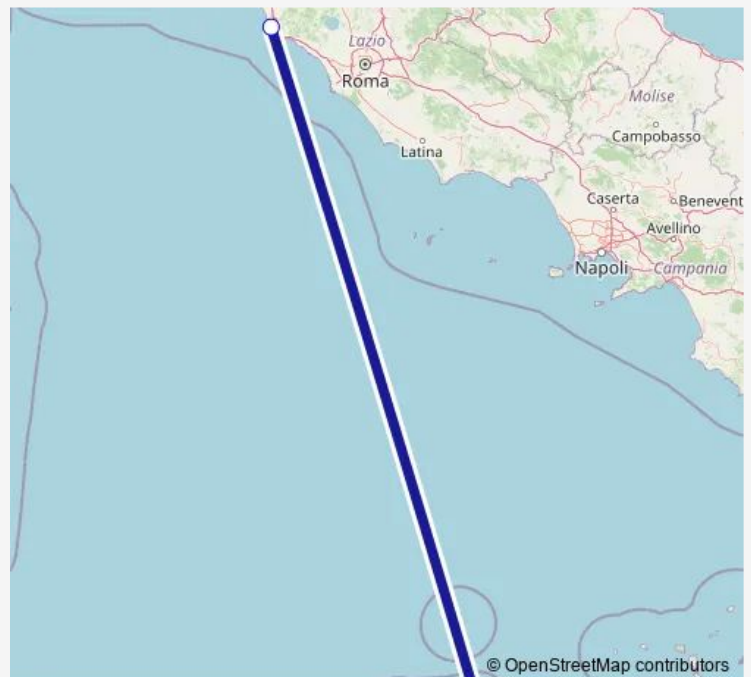 Lazio
Roma
Molise
Campobasso
Latina
Caserta
Benevent
Avellino
Napoli
Campania
© OpenStreetMap contributors